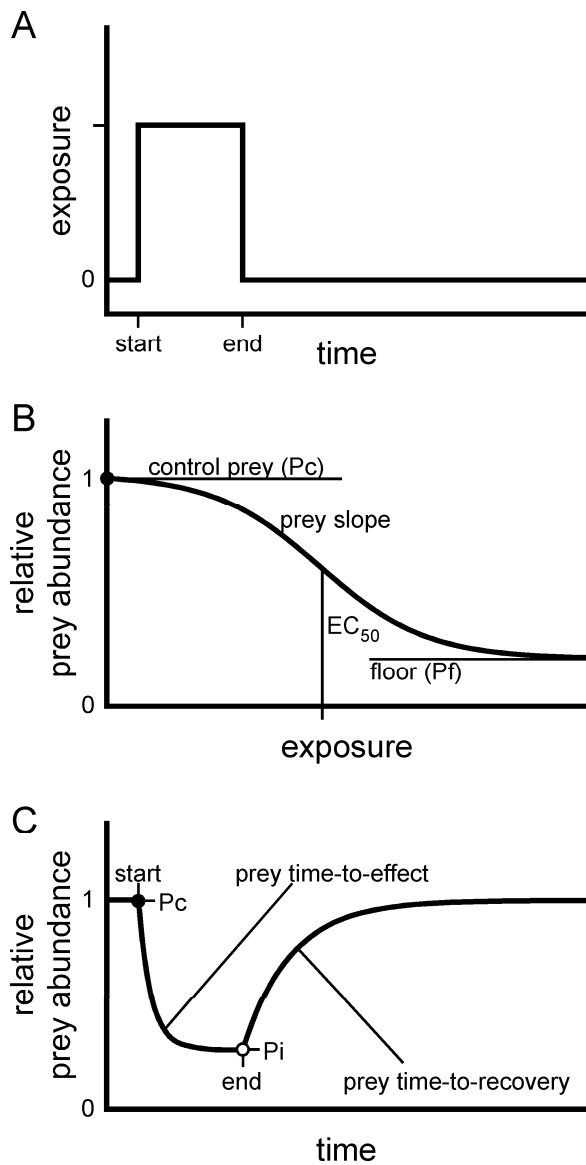 A
exposure
0
start
end
time
B
relative
prey abundance
1
control prey (Pc)
prey slope
EC50
floor (Pf)
0
exposure
C
relative
prey abundance
start
prey time-to-effect
1
Pc
Pi
end
prey time-to-recovery
0
time